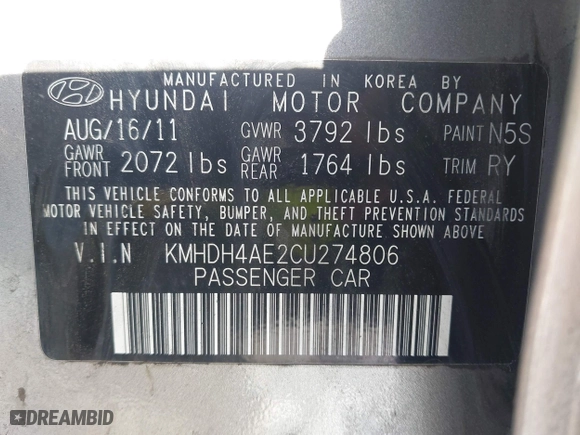 MANUFACTURED IN KOREA BY
HYUNDAI MOTOR COMPANY
AUG/16/11 GVWR 3792 lbs PAINT N5S
GAWR FRONT 2072 lbs GAWR REAR 1764 lbs TRIM RY
THIS VEHICLE CONFORMS TO ALL APPLICABLE U.S.A. FEDERAL
MOTOR VEHICLE SAFETY, BUMPER, AND THEFT PREVENTION STANDARDS
IN EFFECT ON THE DATE OF MANUFACTURE SHOWN ABOVE.
V.I.N KMHDH4AE2CU274806
PASSENGER CAR
DREAMBID